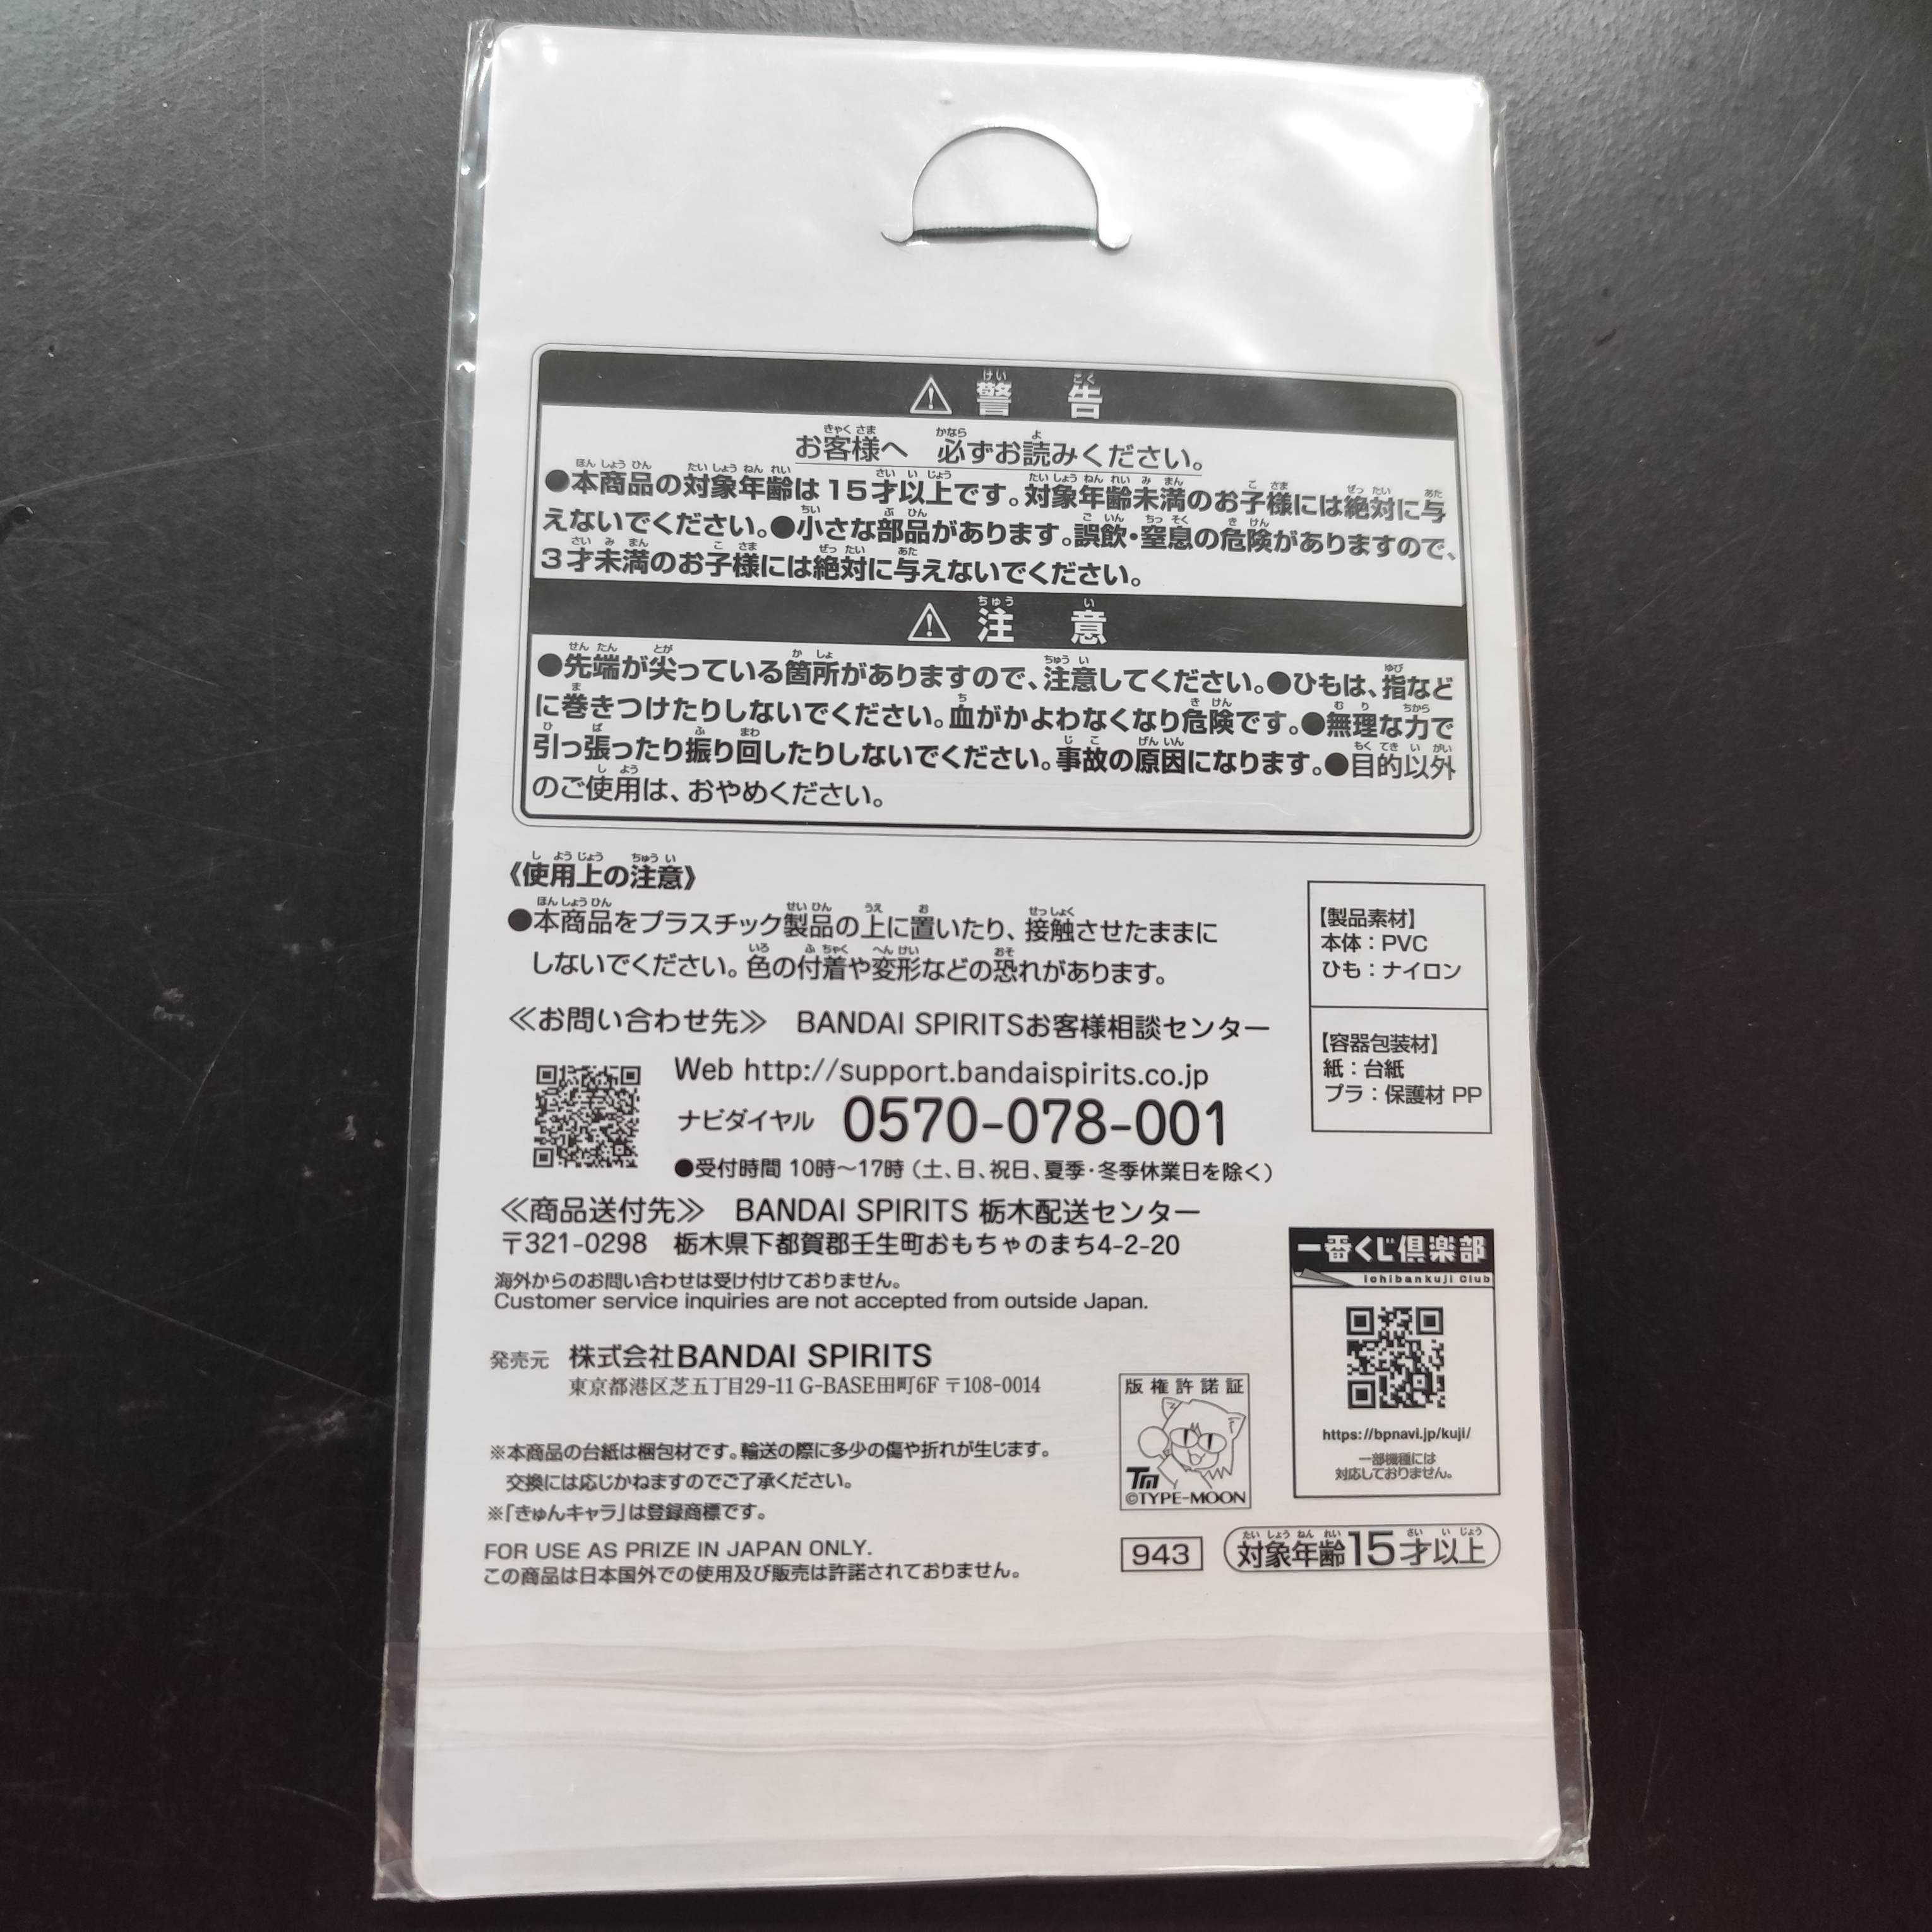 ⚠ 警告
お客様へ 必ずお読みください。
●本商品の対象年齢は15才以上です。対象年齢未満のお子様には絶対に与
えないでください。●小さな部品があります。誤飲・窒息の危険がありますので、
3才未満のお子様には絶対に与えないでください。
⚠ 注意
●先端が尖っている箇所がありますので、注意してください。●ひもは、指など
に巻きつけたりしないでください。血がかよわなくなり危険です。●無理な力で
引っ張ったり振り回したりしないでください。事故の原因になります。●目的以外
のご使用は、おやめください。
《使用上の注意》
●本商品をプラスチック製品の上に置いたり、接触させたままに
しないでください。色の付着や変形などの恐れがあります。
【製品素材】
本体：PVC
ひも：ナイロン
【容器包装材】
紙：台紙
プラ：保護材 PP
≪お問い合わせ先≫ BANDAI SPIRITSお客様相談センター
Web http://support.bandaispirits.co.jp
ナビダイヤル 0570-078-001
●受付時間 10時～17時（土、日、祝日、夏季・冬季休業日を除く）
≪商品送付先≫ BANDAI SPIRITS 栃木配送センター
〒321-0298 栃木県下都賀郡壬生町おもちゃのまち4-2-20
海外からのお問い合わせは受け付けておりません。
Customer service inquiries are not accepted from outside Japan.
一番くじ倶楽部
Ichibankuji Club
https://bpnavi.jp/kuji/
一部機種には
対応しておりません。
発売元 株式会社BANDAI SPIRITS
東京都港区芝五丁目29-11 G-BASE田町6F 〒108-0014
版権許諾証
TM
©TYPE-MOON
※本商品の台紙は梱包材です。輸送の際に多少の傷や折れが生じます。
交換には応じかねますのでご了承ください。
※「きゅんキャラ」は登録商標です。
FOR USE AS PRIZE IN JAPAN ONLY.
この商品は日本国外での使用及び販売は許諾されておりません。
943
対象年齢15才以上